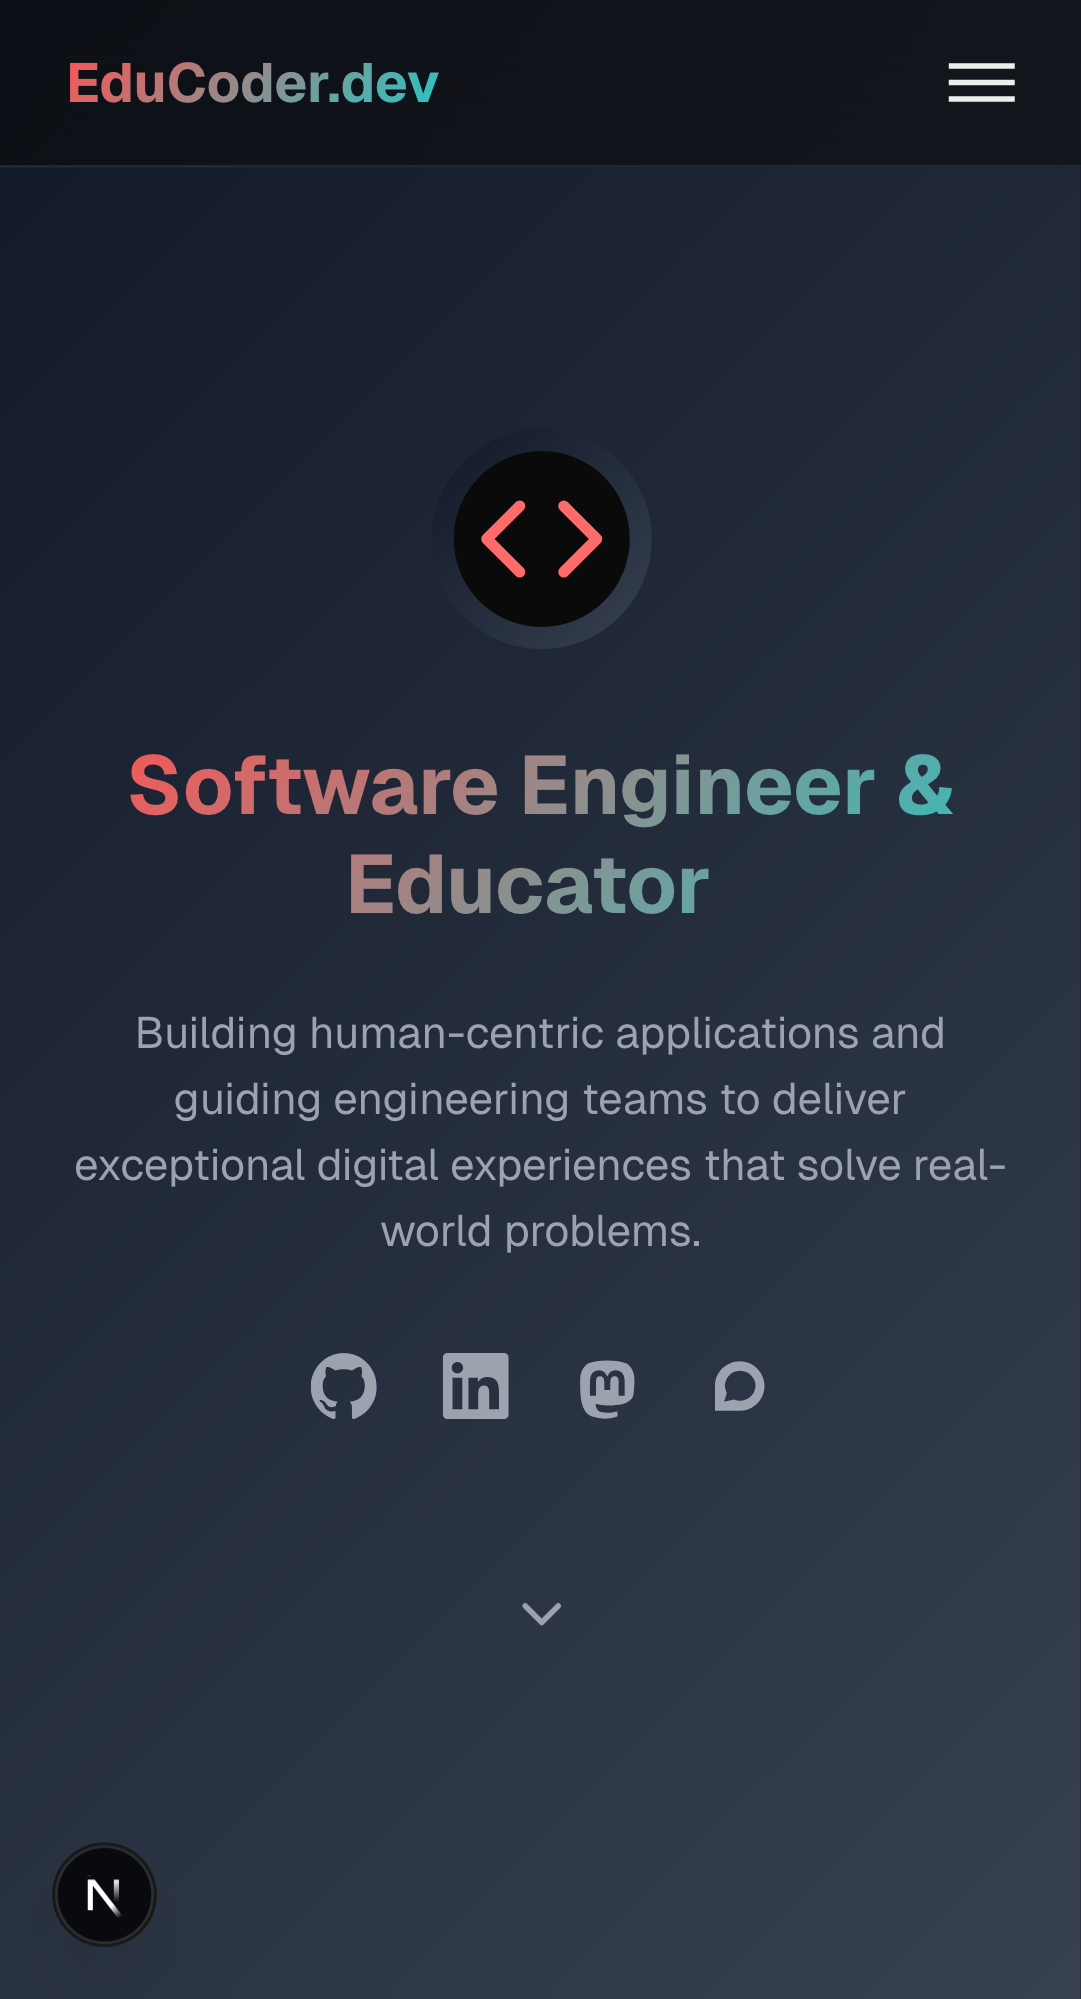 EduCoder.dev
Software Engineer &
Educator
Building human-centric applications and
guiding engineering teams to deliver
exceptional digital experiences that solve real-
world problems.
in
m
N